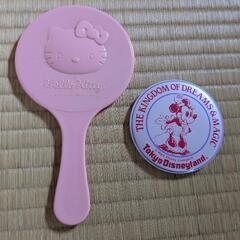 Hello Kitty
THE KINGDOM OF DREAMS & MAGIC
Tokyo Disneyland.